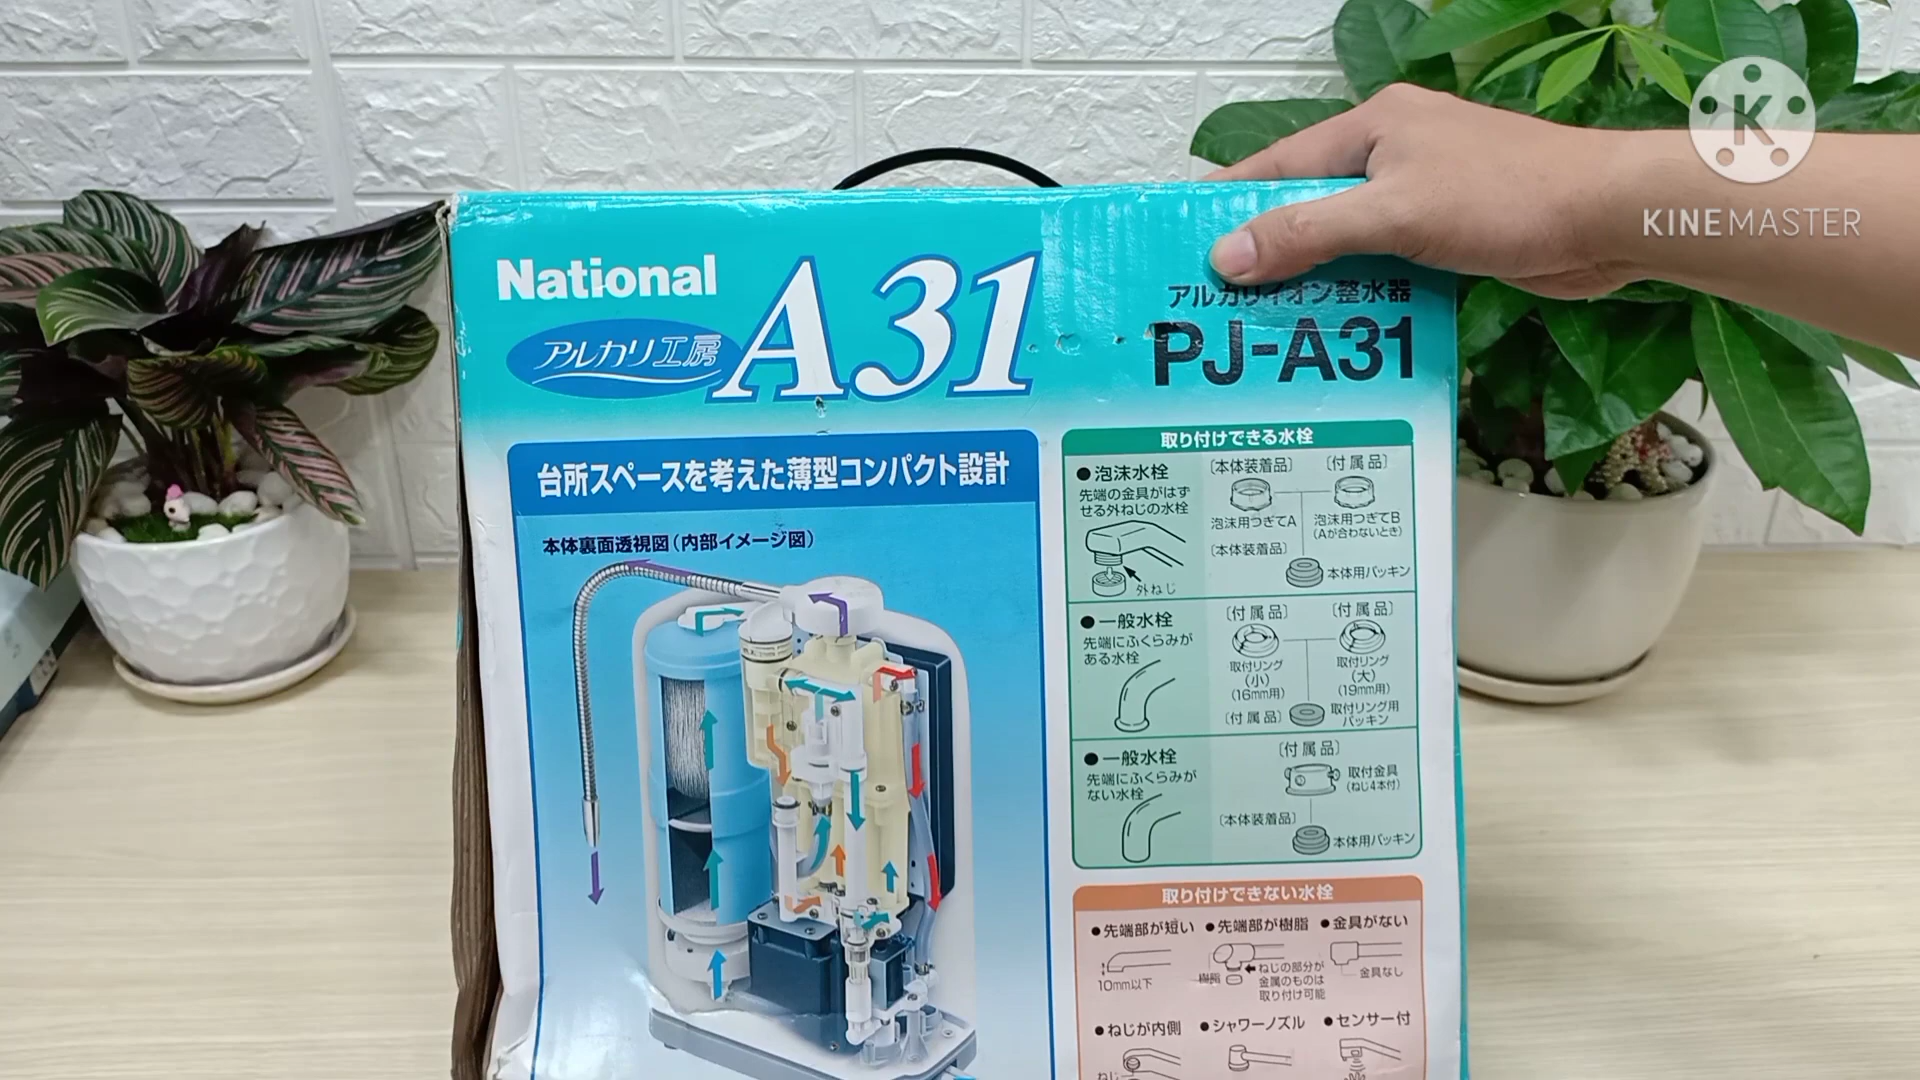 National
アルカリ工房
A31
アルカリイオン整水器
PJ-A31
台所スペースを考えた薄型コンパクト設計
本体裏面透視図(内部イメージ図)
取り付けできる水栓
●泡沫水栓
先端の金具がはず
せる外ねじの水栓
外ねじ
〔本体装着品〕
〔付属品〕
泡沫用つぎてA
泡沫用つぎてB
(Aが合わないとき)
〔本体装着品〕
本体用パッキン
●一般水栓
先端にふくらみが
ある水栓
〔付属品〕
〔付属品〕
取付リング
(小)
(16mm用)
取付リング
(大)
(19mm用)
〔付属品〕
取付リング用
パッキン
●一般水栓
先端にふくらみが
ない水栓
〔付属品〕
取付金具
(ねじ4本付)
〔本体装着品〕
本体用パッキン
取り付けできない水栓
●先端部が短い
10mm以下
●先端部が樹脂
樹脂
ねじの部分が
金属のものは
取り付け可能
●金具がない
金具なし
●ねじが内側
ねじ
●シャワーノズル
●センサー付
K
KINEMASTER